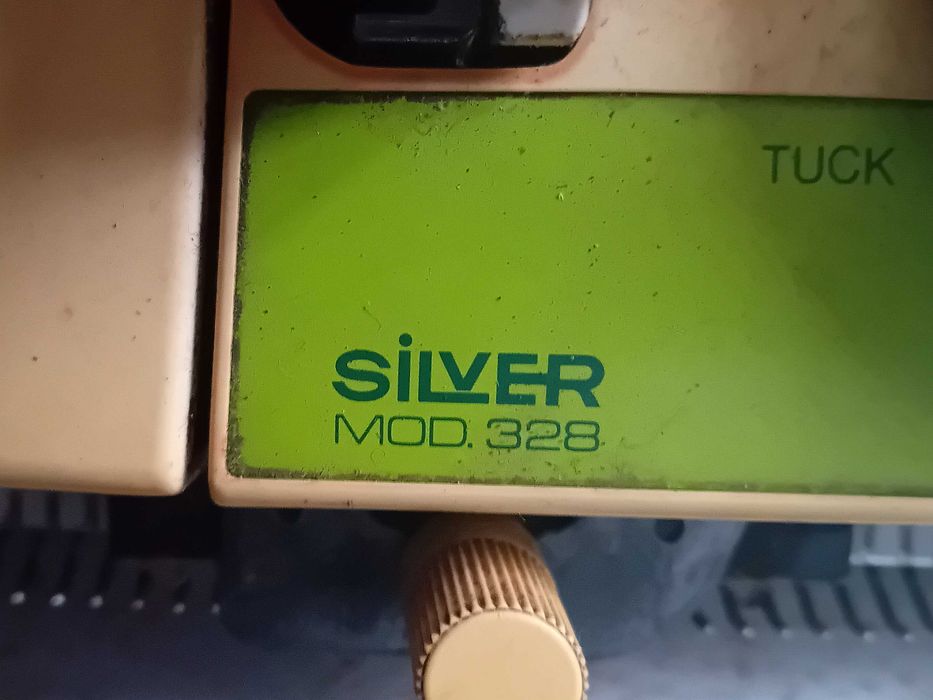 TUCK
SiLVER
MOD. 328